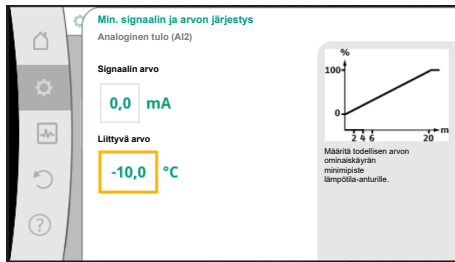 Min. signaalin ja arvon järjestys
Analoginen tulo (AI2)
Signaalin arvo
0,0 mA
Liittyvä arvo
-10,0 °C
%
100
0
2 4 6 20 m
Määritä todellisen arvon
ominaiskäyrän
minimipiste
lämpötila-anturille.
?